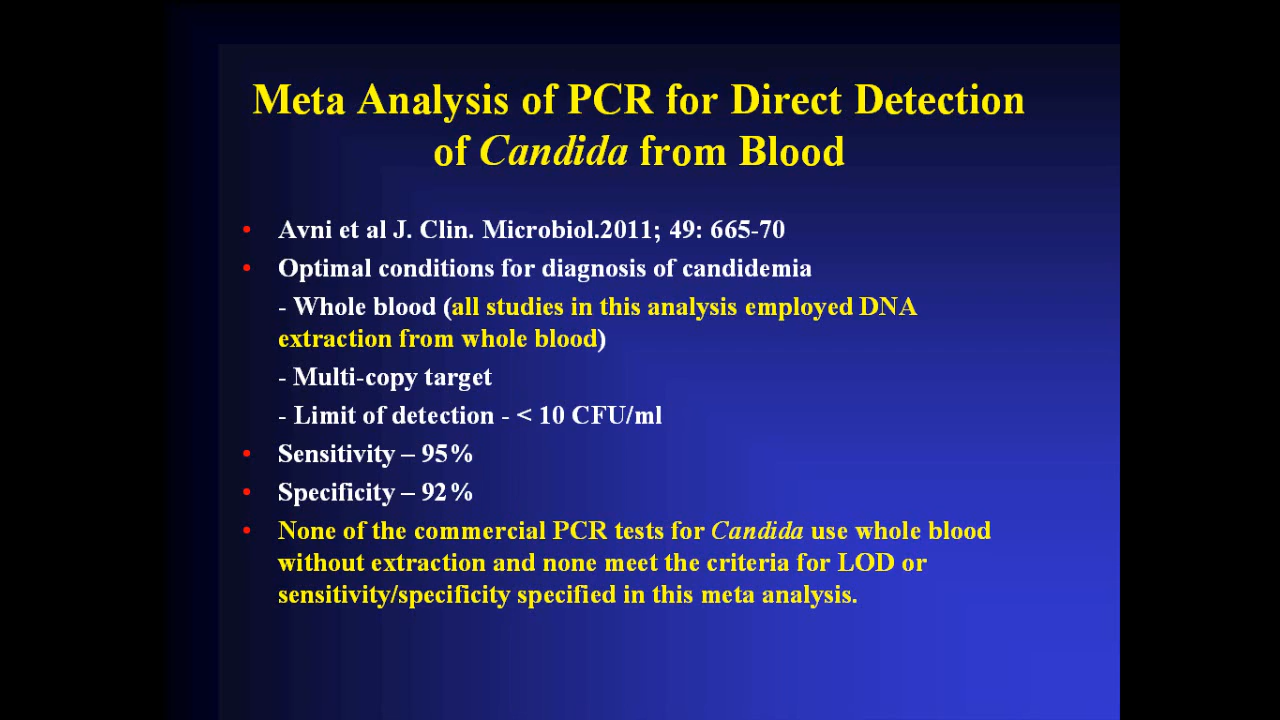 Meta Analysis of PCR for Direct Detection
of Candida from Blood
• Avni et al J. Clin. Microbiol.2011; 49: 665-70
• Optimal conditions for diagnosis of candidemia
- Whole blood (all studies in this analysis employed DNA
extraction from whole blood)
- Multi-copy target
- Limit of detection - < 10 CFU/ml
• Sensitivity – 95%
• Specificity – 92%
• None of the commercial PCR tests for Candida use whole blood
without extraction and none meet the criteria for LOD or
sensitivity/specificity specified in this meta analysis.